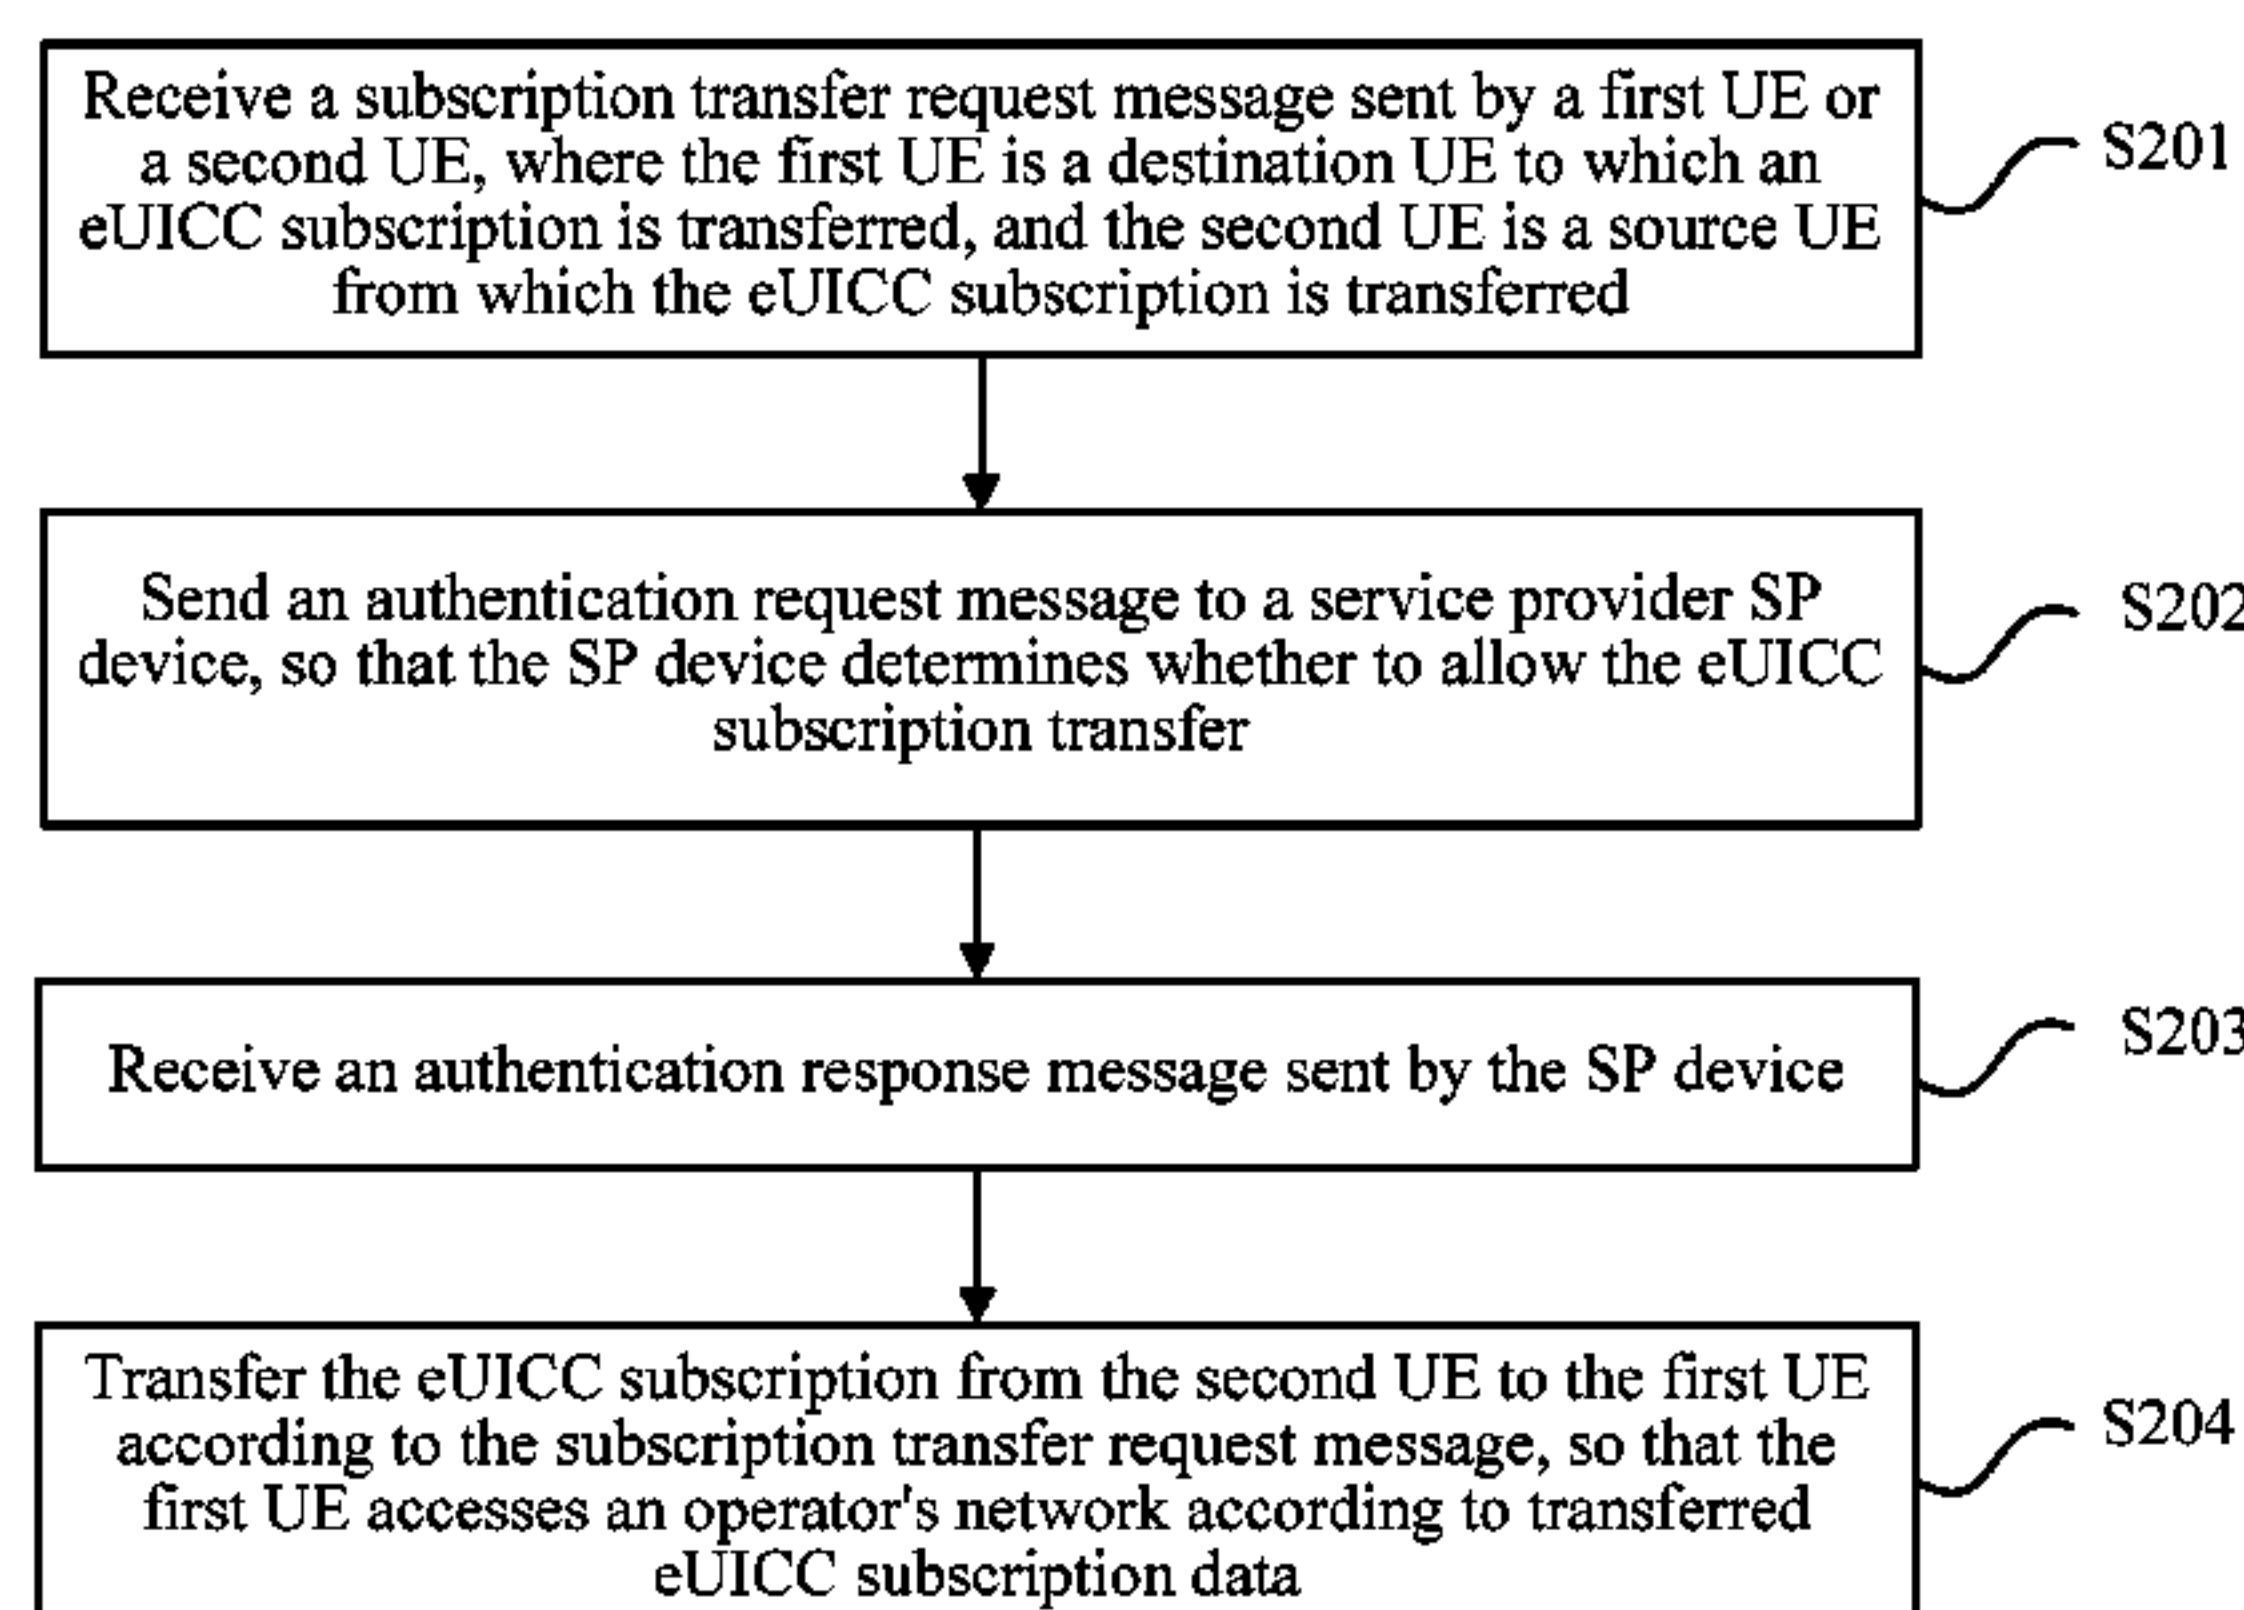 Receive a subscription transfer request message sent by a first UE or
a second UE, where the first UE is a destination UE to which an
eUICC subscription is transferred, and the second UE is a source UE
from which the eUICC subscription is transferred
S201
Send an authentication request message to a service provider SP
device, so that the SP device determines whether to allow the eUICC
subscription transfer
S202
Receive an authentication response message sent by the SP device
S203
Transfer the eUICC subscription from the second UE to the first UE
according to the subscription transfer request message, so that the
first UE accesses an operator's network according to transferred
eUICC subscription data
S204